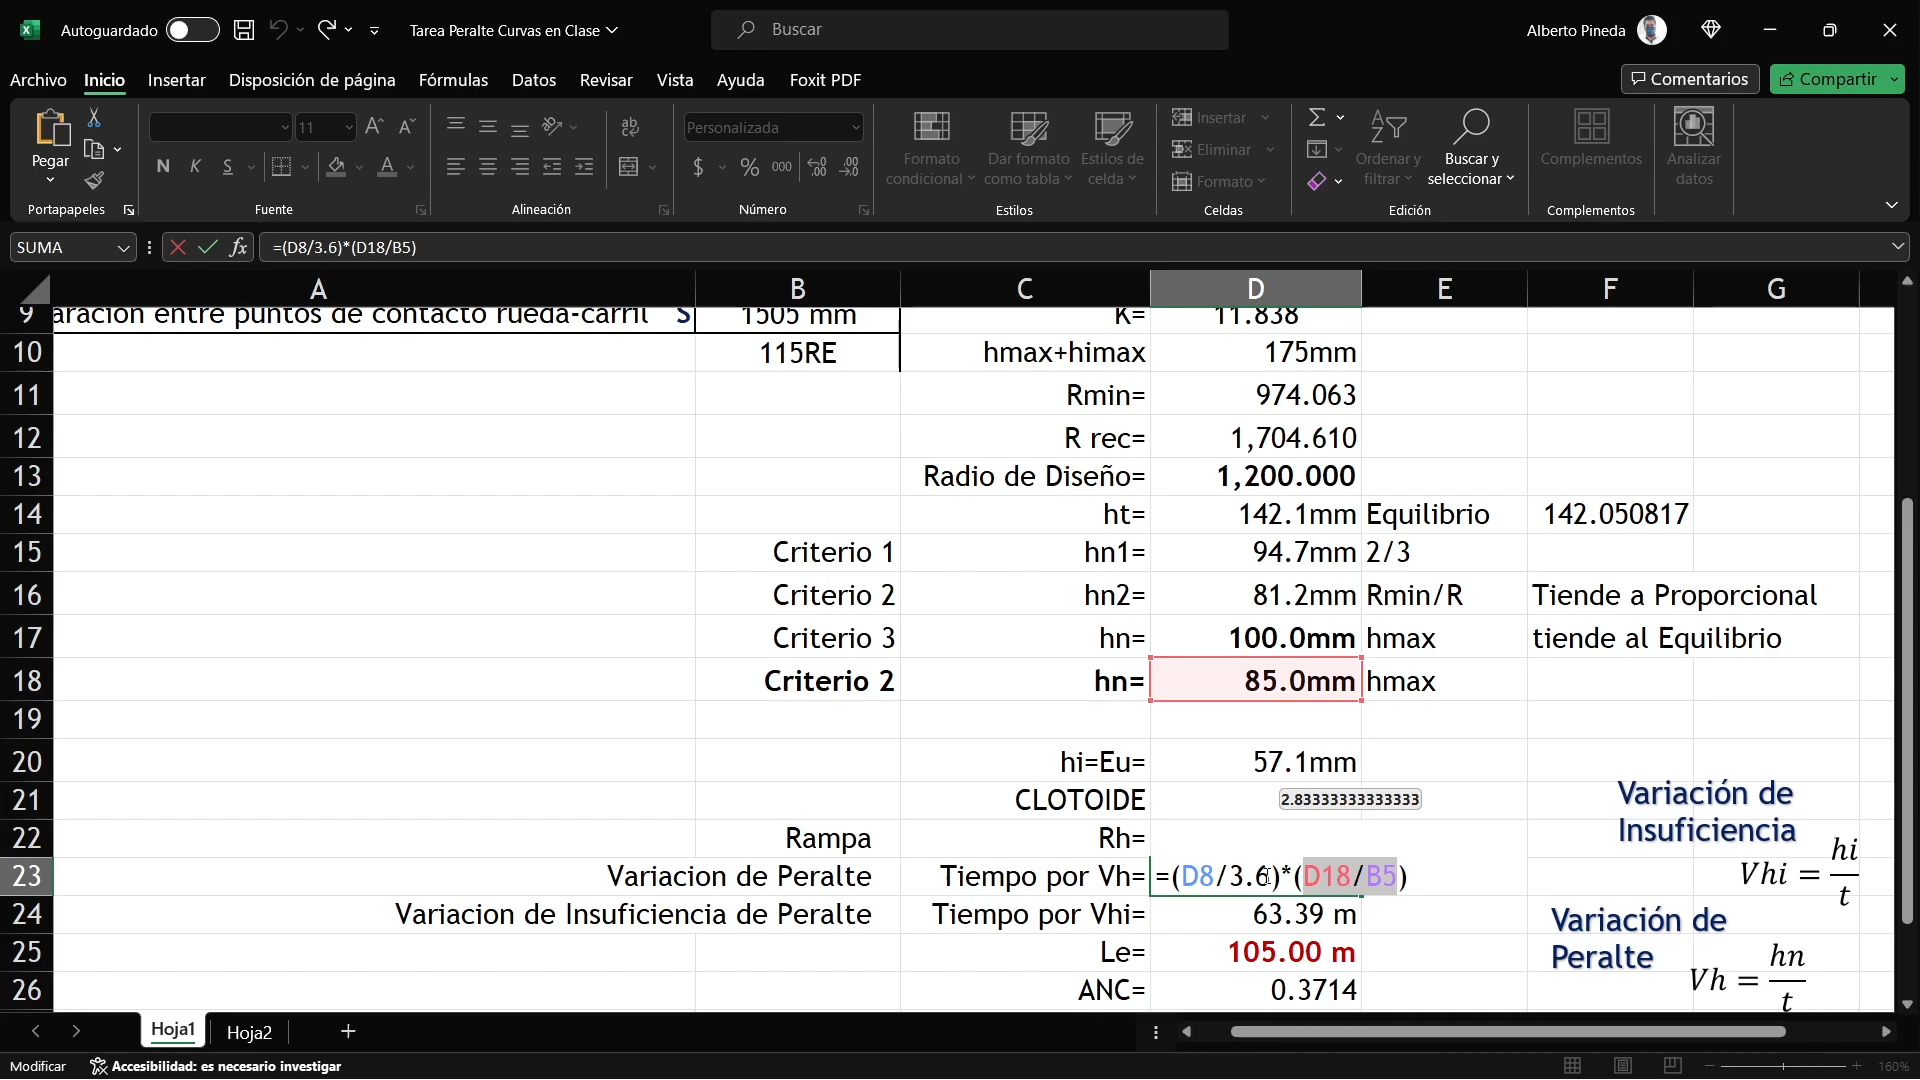 Autoguardado Tarea Peralte Curvas en Clase Buscar Alberto Pineda
Archivo Inicio Insertar Disposición de página Fórmulas Datos Revisar Vista Ayuda Foxit PDF Comentarios Compartir
Pegar
Portapapeles
11
N K S
Fuente
ab
Alineación
Personalizada
$ % 000
Número
Formato condicional
Dar formato como tabla
Estilos de celda
Estilos
Insertar
Eliminar
Formato
Celdas
Ordenar y filtrar
Buscar y seleccionar
Edición
Complementos
Complementos
Analizar datos
SUMA fx =(D8/3.6)*(D18/B5)
A B C D E F G
9 aración entre puntos de contacto rueda-carril S 1505 mm K= 11.838
10 115RE hmax+himax 175mm
11 Rmin= 974.063
12 R rec= 1,704.610
13 Radio de Diseño= 1,200.000
14 ht= 142.1mm Equilibrio 142.050817
15 Criterio 1 hn1= 94.7mm 2/3
16 Criterio 2 hn2= 81.2mm Rmin/R Tiende a Proporcional
17 Criterio 3 hn= 100.0mm hmax tiende al Equilibrio
18 Criterio 2 hn= 85.0mm hmax
19
20 hi=Eu= 57.1mm
21 CLOTOIDE 2.83333333333333
22 Rampa Rh=
23 Variacion de Peralte Tiempo por Vh= =(D8/3.6)*(D18/B5)
24 Variacion de Insuficiencia de Peralte Tiempo por Vhi= 63.39 m
25 Le= 105.00 m
26 ANC= 0.3714
Variación de
Insuficiencia
Vhi = hi/t
Variación de
Peralte
Vh = hn/t
Hoja1 Hoja2
Modificar Accesibilidad: es necesario investigar 160%